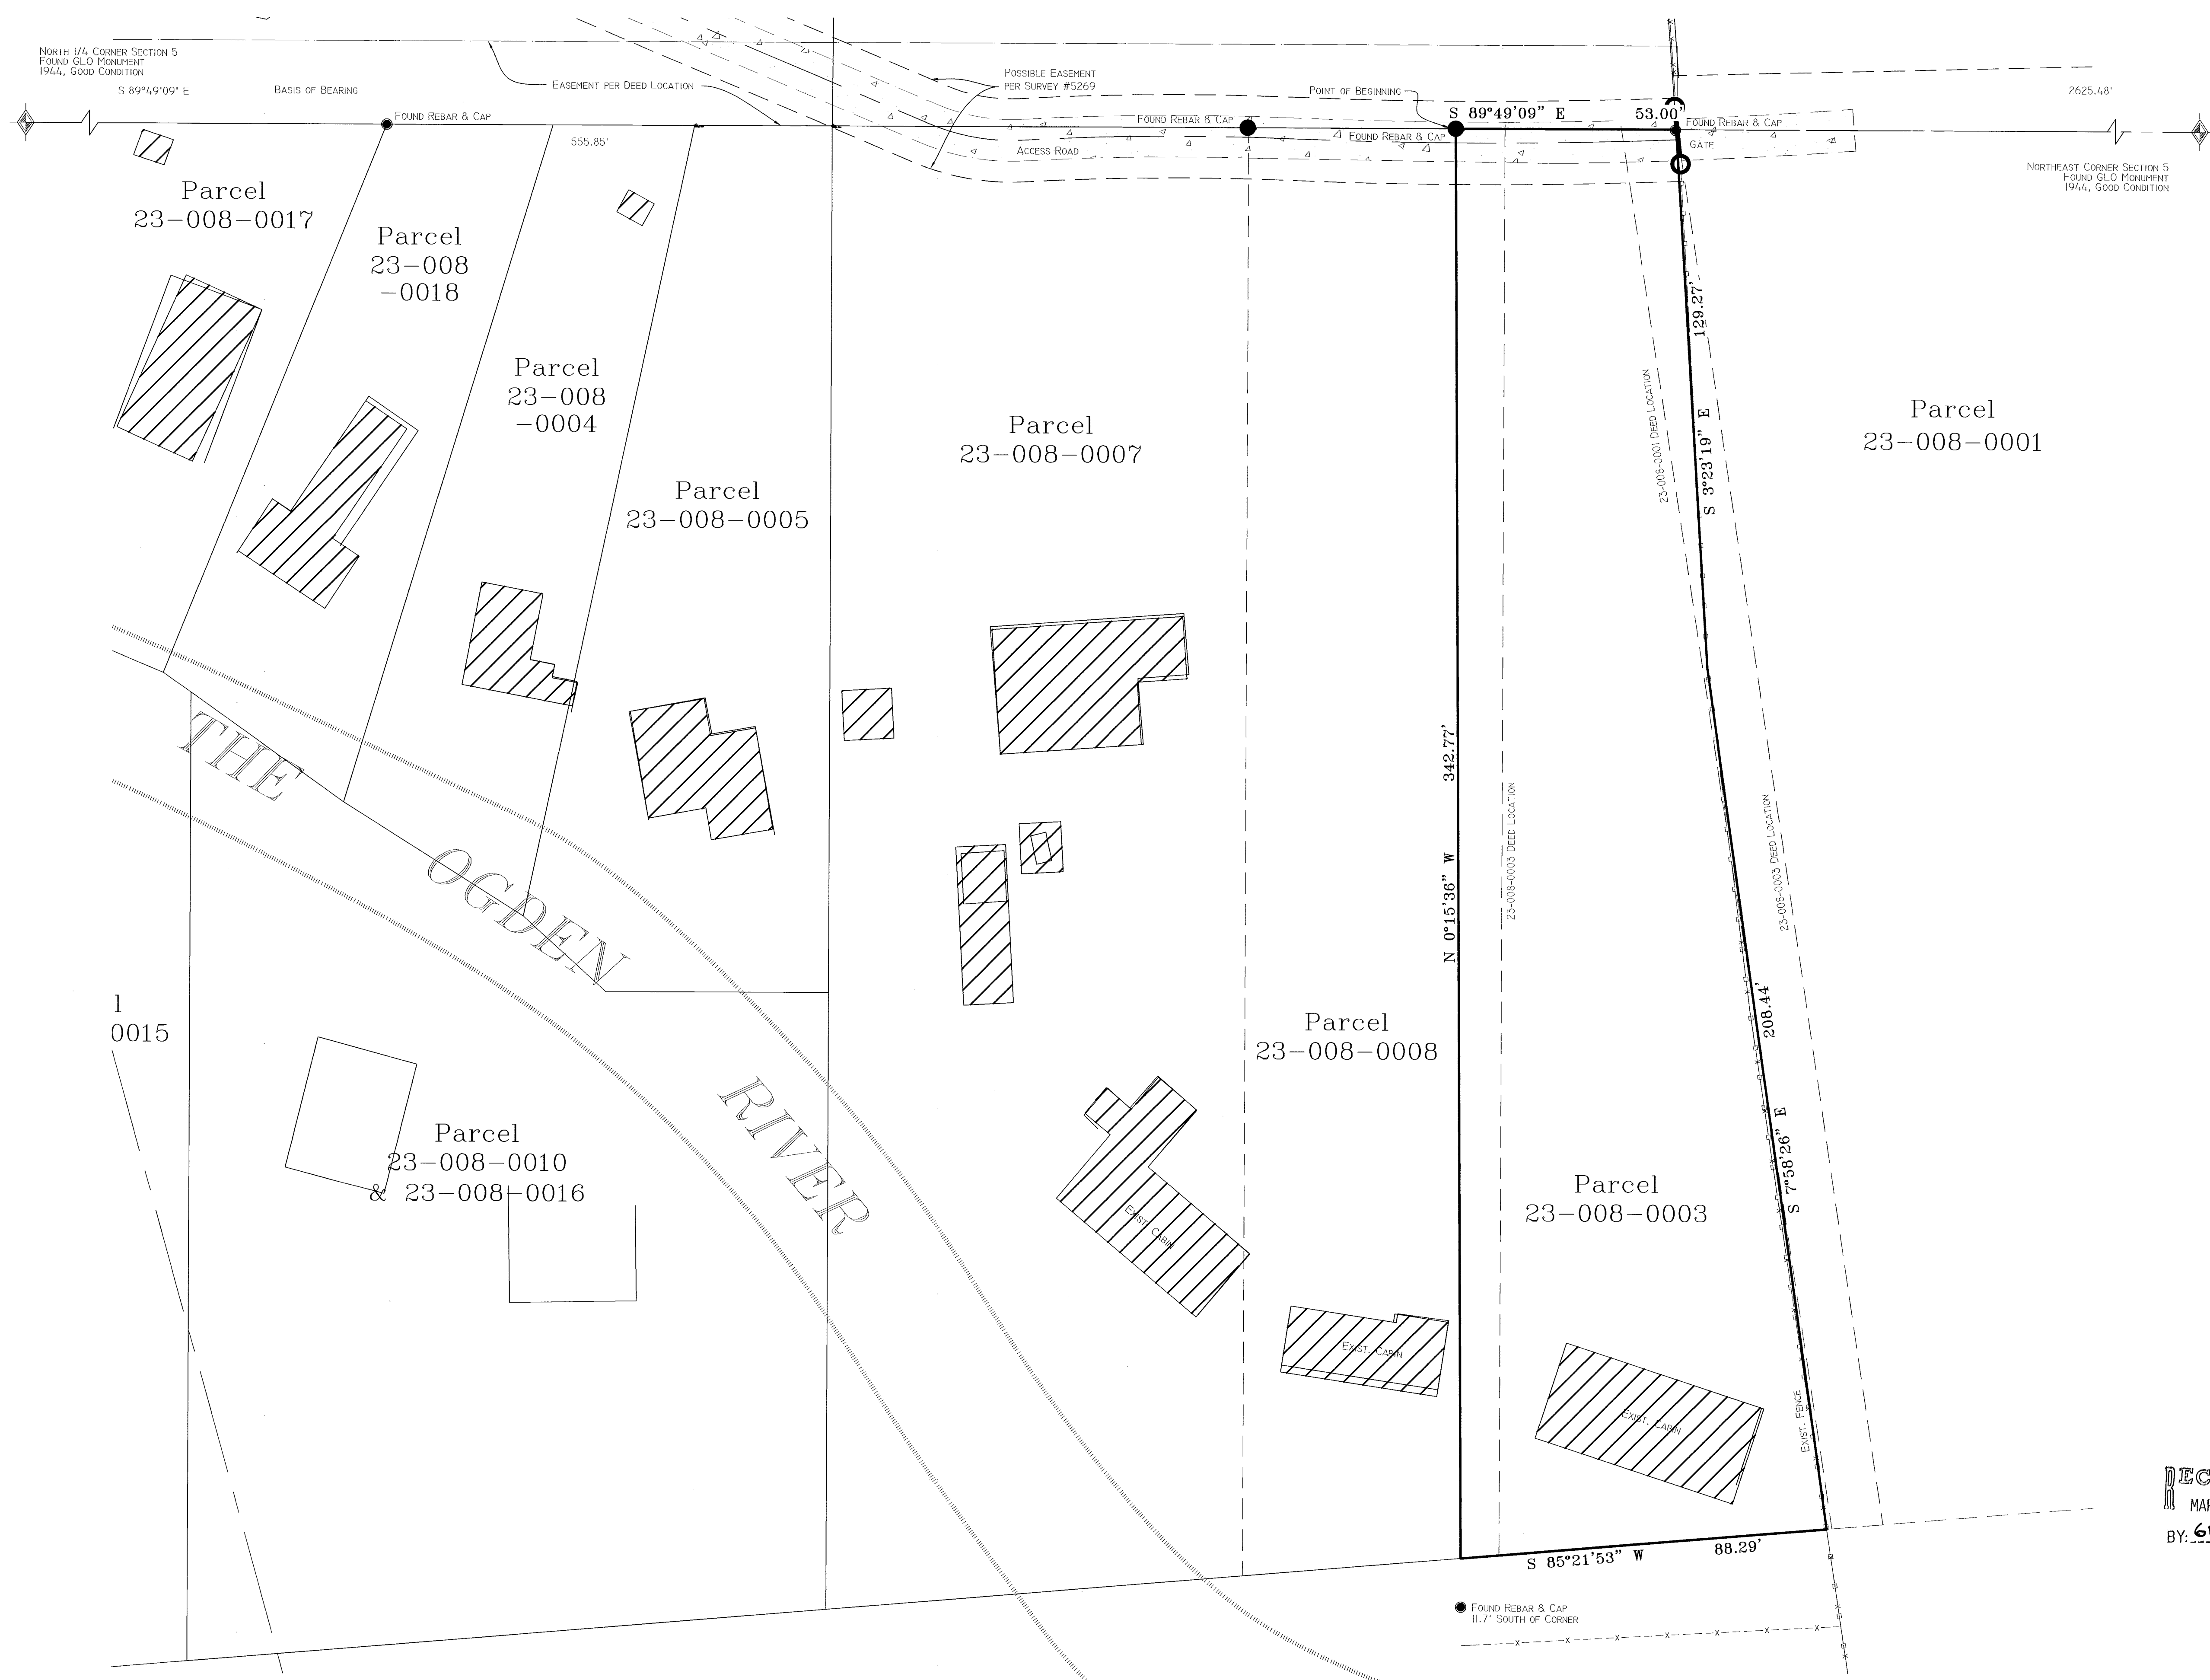 NORTH 1/4 CORNER SECTION 5
FOUND GLO MONUMENT
1944, GOOD CONDITION
S 89°49'09" E
BASIS OF BEARING
EASEMENT PER DEED LOCATION
POSSIBLE EASEMENT
PER SURVEY #5269
POINT OF BEGINNING
S 89°49'09" E
53.00'
2625.48'
FOUND REBAR & CAP
FOUND REBAR & CAP
FOUND REBAR & CAP
FOUND REBAR & CAP
555.85'
ACCESS ROAD
GATE
NORTHEAST CORNER SECTION 5
FOUND GLO MONUMENT
1944, GOOD CONDITION
Parcel
23-008-0017
Parcel
23-008
-0018
Parcel
23-008
-0004
Parcel
23-008-0005
Parcel
23-008-0007
Parcel
23-008-0001
129.27'
S 3°23'19" E
23-008-0001 DEED LOCATION
342.77'
N 0°15'36" W
23-008-0003 DEED LOCATION
23-008-0003 DEED LOCATION
208.44'
S 7°58'26" E
THE
OGDEN
RIVER
l
0015
Parcel
23-008-0008
Parcel
23-008-0010
& 23-008-0016
Parcel
23-008-0003
EXIST. CABIN
EXIST. CABIN
EXIST. CABIN
EXIST. FENCE
S 85°21'53" W
88.29'
FOUND REBAR & CAP
11.7' SOUTH OF CORNER
REC
MAR
BY: